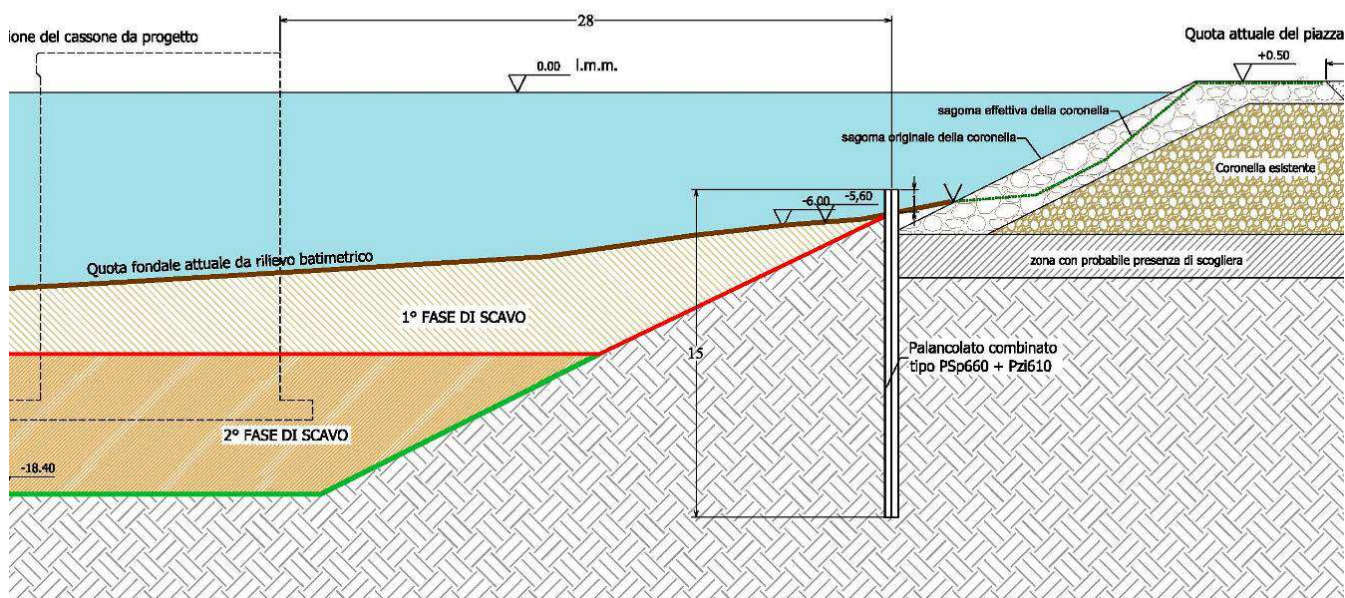 28
ione del cassone da progetto
Quota attuale del piazza
+0.50
0.00 l.m.m.
sagoma effettiva della coronella
sagoma originale della coronella
Coronella esistente
-6.00
-5,60
Quota fondale attuale da rilievo batimetrico
zona con probabile presenza di scogliera
1° FASE DI SCAVO
15
Palancolato combinato
tipo PSp660 + Pzi610
2° FASE DI SCAVO
-18.40